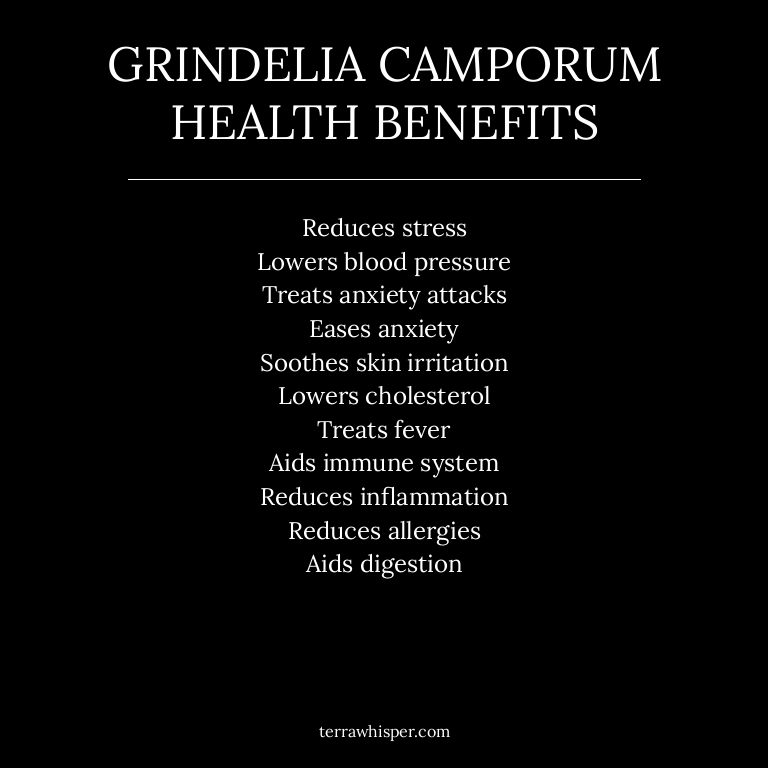 GRINDELIA CAMPORUM
HEALTH BENEFITS
Reduces stress
Lowers blood pressure
Treats anxiety attacks
Eases anxiety
Soothes skin irritation
Lowers cholesterol
Treats fever
Aids immune system
Reduces inflammation
Reduces allergies
Aids digestion
terrawhisper.com